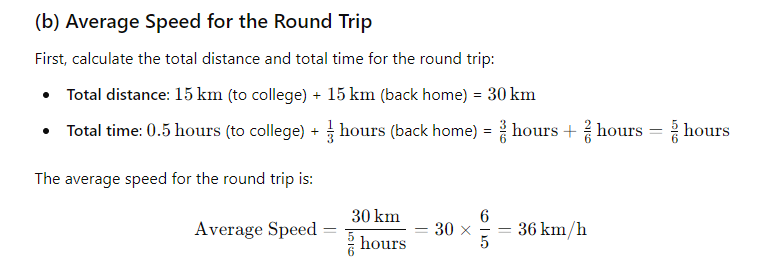 (b) Average Speed for the Round Trip
First, calculate the total distance and total time for the round trip:
• Total distance: 15 km (to college) + 15 km (back home) = 30 km
• Total time: 0.5 hours (to college) + 1/3 hours (back home) = 3/6 hours + 2/6 hours = 5/6 hours
The average speed for the round trip is:
Average Speed = 30 km / (5/6 hours) = 30 × 6/5 = 36 km/h